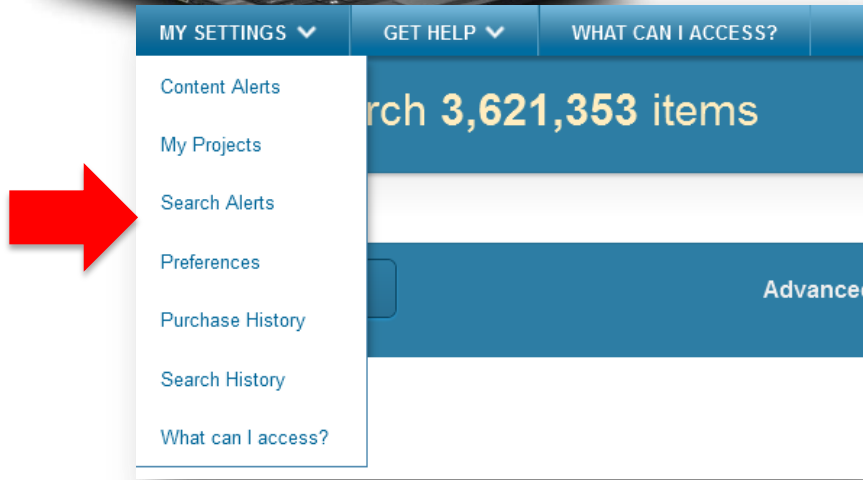 MY SETTINGS GET HELP WHAT CAN I ACCESS?
Content Alerts
rch 3,621,353 items
My Projects
Search Alerts
Preferences
Advanced
Purchase History
Search History
What can I access?